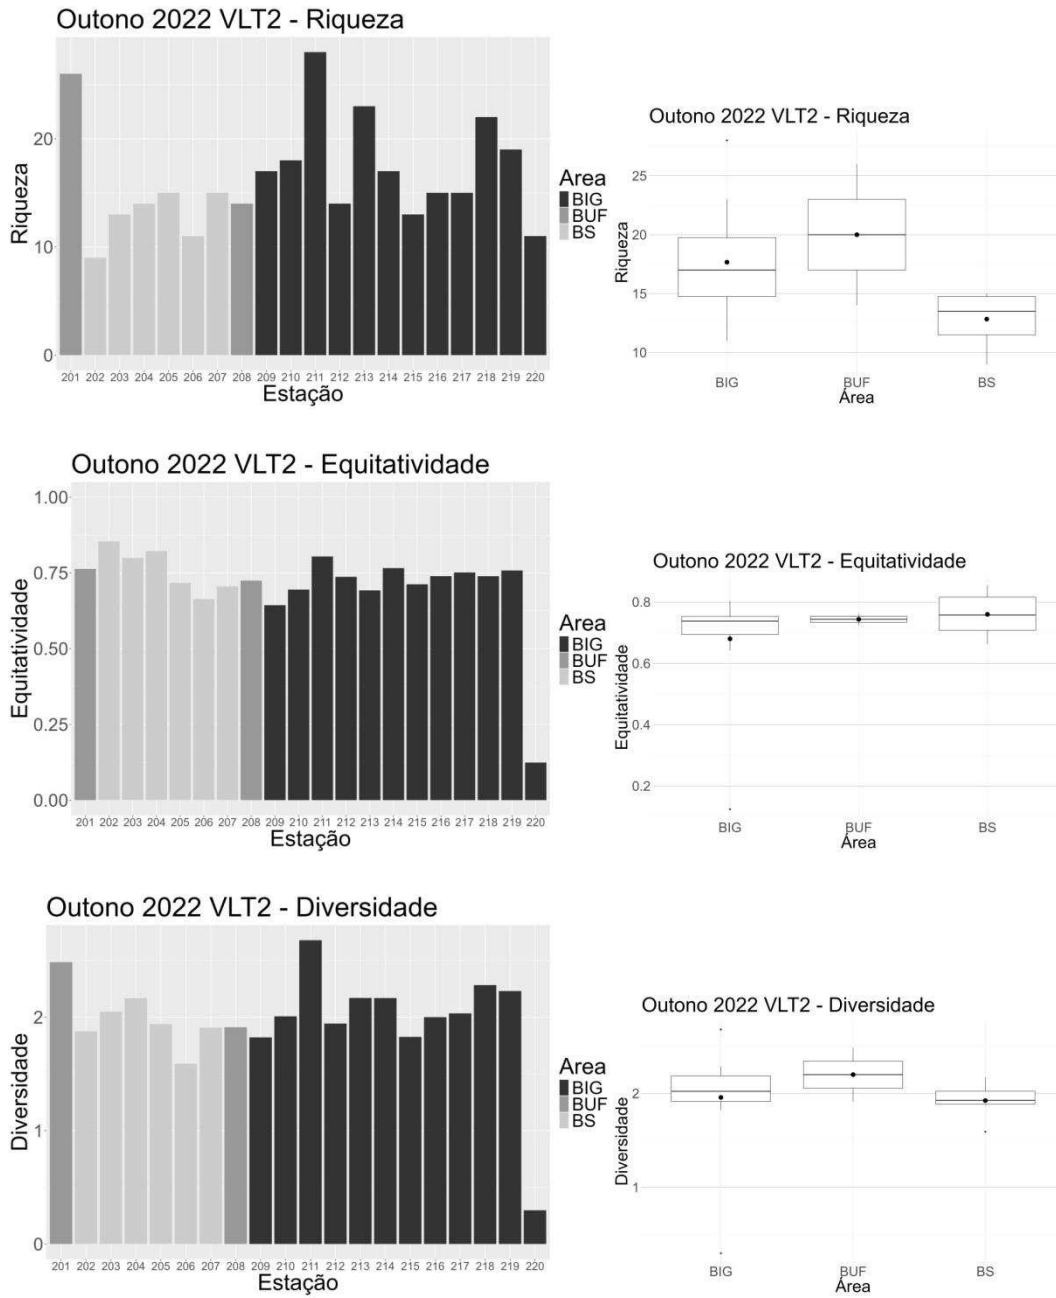 Outono 2022 VLT2 - Riqueza
Riqueza
20
10
0
201 202 203 204 205 206 207 208 209 210 211 212 213 214 215 216 217 218 219 220
Estação
Area
BIG
BUF
BS
Outono 2022 VLT2 - Riqueza
Riqueza
25
20
15
10
BIG BUF BS
Área
Outono 2022 VLT2 - Equitatividade
Equitatividade
1.00
0.75
0.50
0.25
0.00
201 202 203 204 205 206 207 208 209 210 211 212 213 214 215 216 217 218 219 220
Estação
Area
BIG
BUF
BS
Outono 2022 VLT2 - Equitatividade
Equitatividade
0.8
0.6
0.4
0.2
BIG BUF BS
Área
Outono 2022 VLT2 - Diversidade
Diversidade
2
1
0
201 202 203 204 205 206 207 208 209 210 211 212 213 214 215 216 217 218 219 220
Estação
Area
BIG
BUF
BS
Outono 2022 VLT2 - Diversidade
Diversidade
2
1
BIG BUF BS
Área